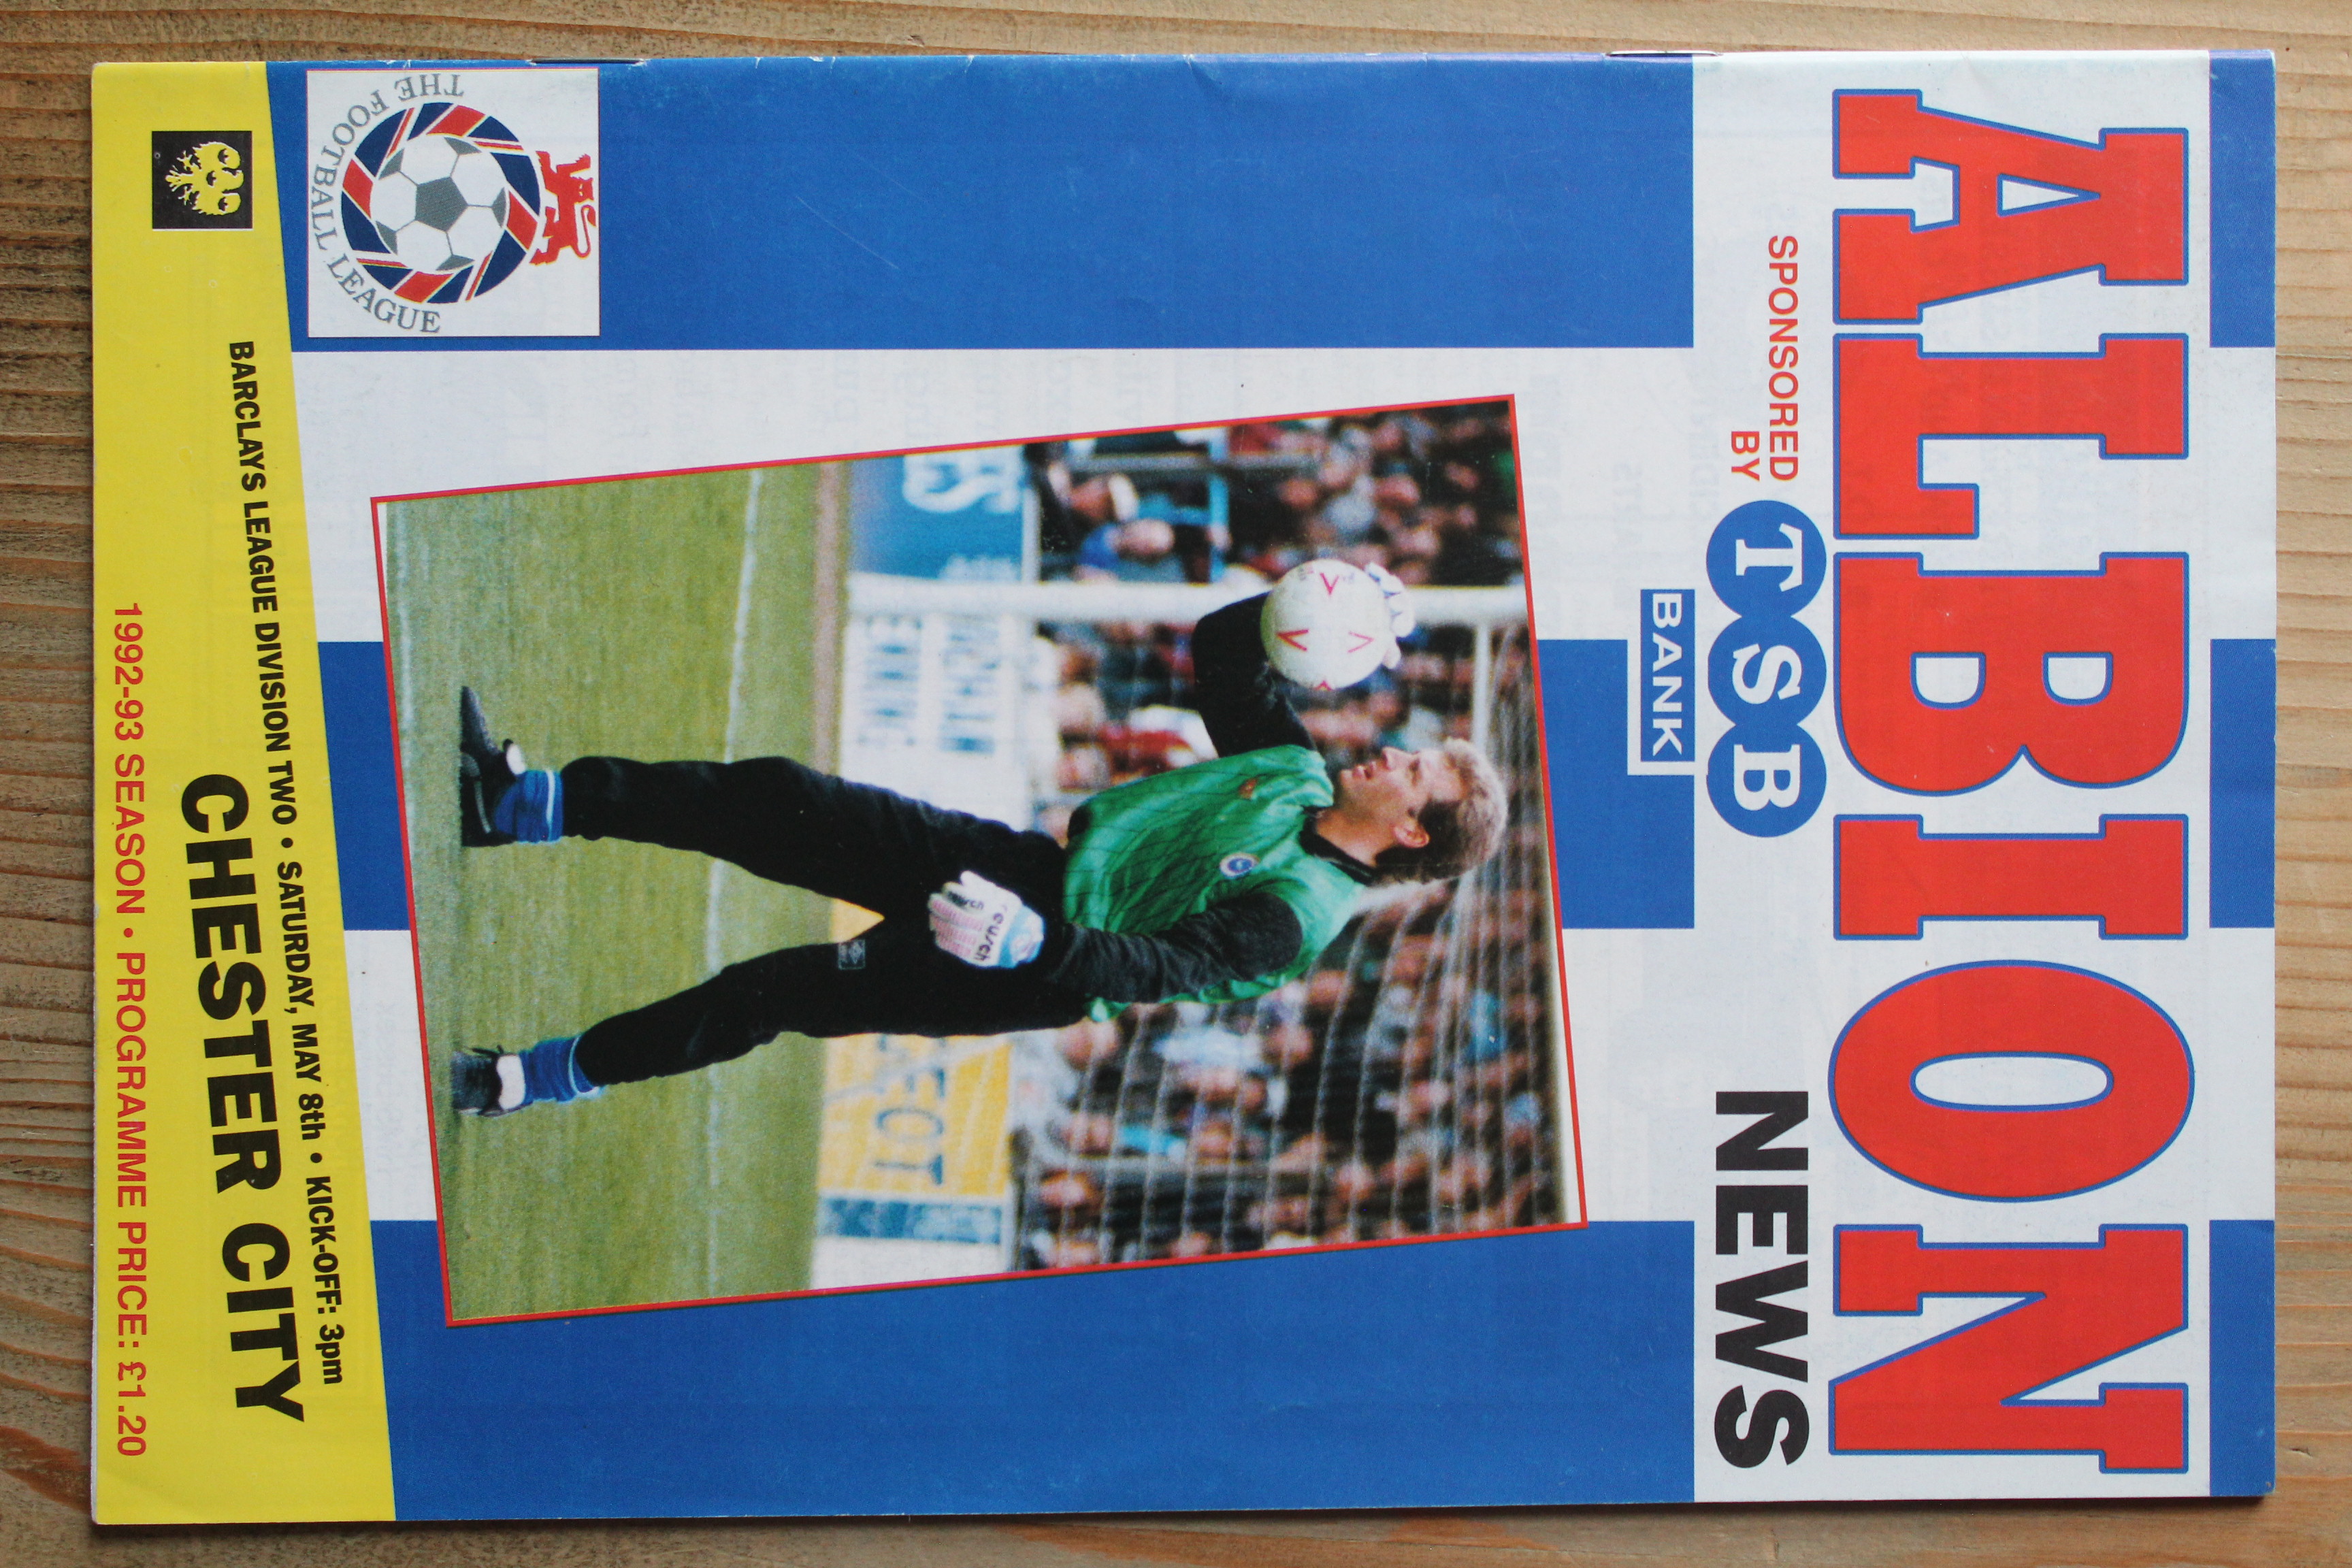 ALBION
SPONSORED
BY
TSB
BANK
NEWS
THE FOOTBALL LEAGUE
BARCLAYS LEAGUE DIVISION TWO • SATURDAY, MAY 8th • KICK-OFF: 3pm
CHESTER CITY
1992-93 SEASON • PROGRAMME PRICE: £1.20